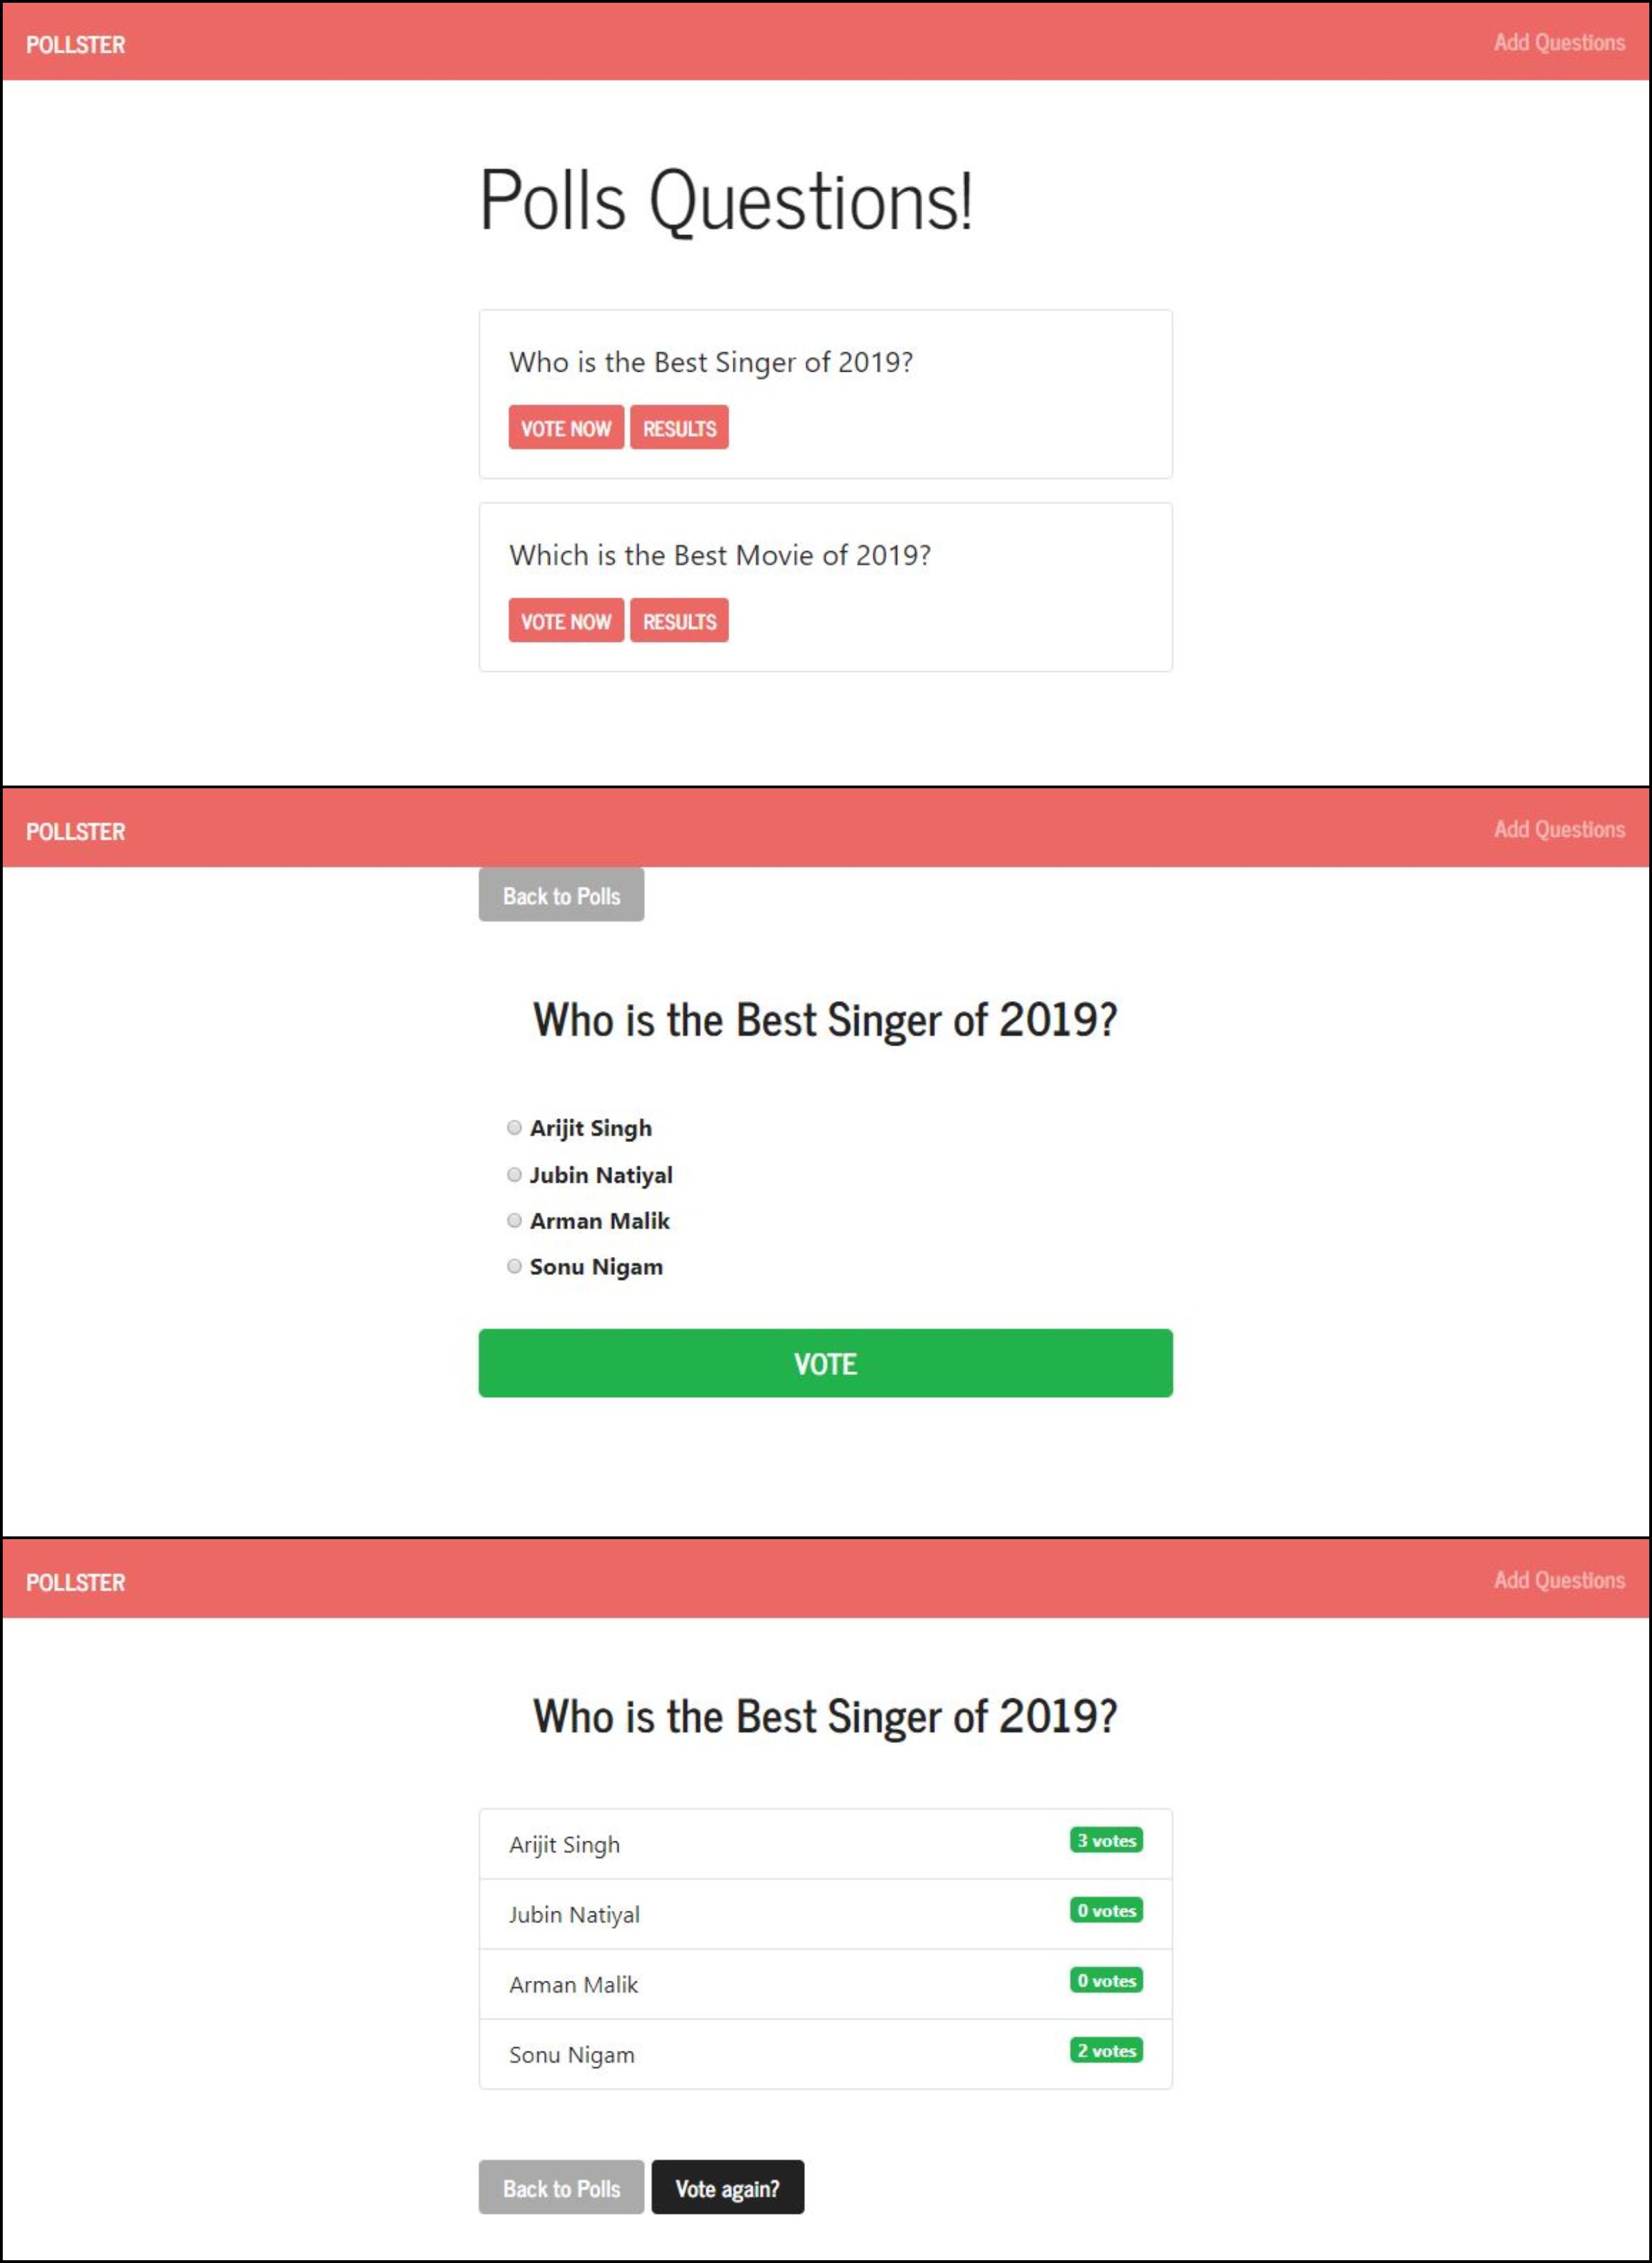 POLLSTER Add Questions
Polls Questions!
Who is the Best Singer of 2019?
VOTE NOW RESULTS
Which is the Best Movie of 2019?
VOTE NOW RESULTS
POLLSTER Add Questions
Back to Polls
Who is the Best Singer of 2019?
Arijit Singh
Jubin Natiyal
Arman Malik
Sonu Nigam
VOTE
POLLSTER Add Questions
Who is the Best Singer of 2019?
Arijit Singh 3 votes
Jubin Natiyal 0 votes
Arman Malik 0 votes
Sonu Nigam 2 votes
Back to Polls Vote again?